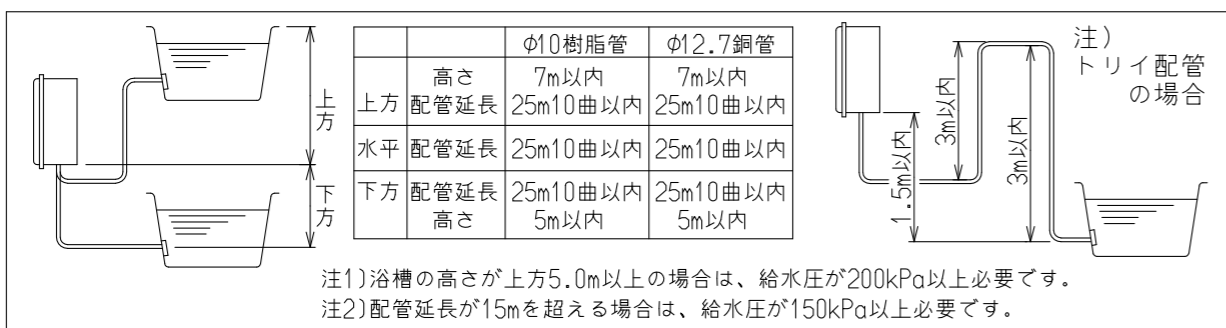 上方
下方
φ10樹脂管 φ12.7銅管
上方 高さ 7m以内 7m以内
配管延長 25m10曲以内 25m10曲以内
水平 配管延長 25m10曲以内 25m10曲以内
下方 配管延長 25m10曲以内 25m10曲以内
高さ 5m以内 5m以内
1.5m以内
3m以内
3m以内
注)
トリイ配管
の場合
注1)浴槽の高さが上方5.0m以上の場合は、給水圧が200kPa以上必要です。
注2)配管延長が15mを超える場合は、給水圧が150kPa以上必要です。